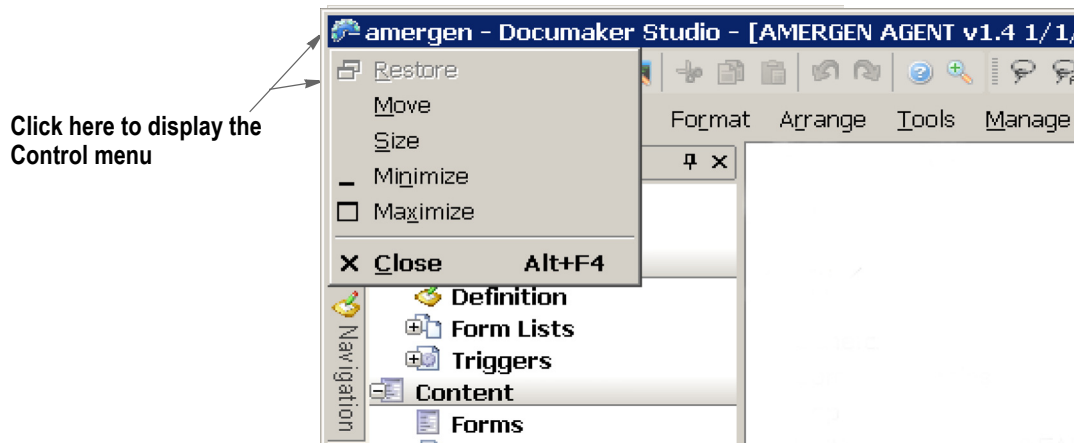 amergen - Documaker Studio - [AMERGEN AGENT v1.4 1/1/
Restore
Move
Format Arrange Tools Manage
Click here to display the
Control menu
Size
Minimize
Maximize
Close Alt+F4
Definition
Form Lists
Triggers
Content
Forms
Navigation